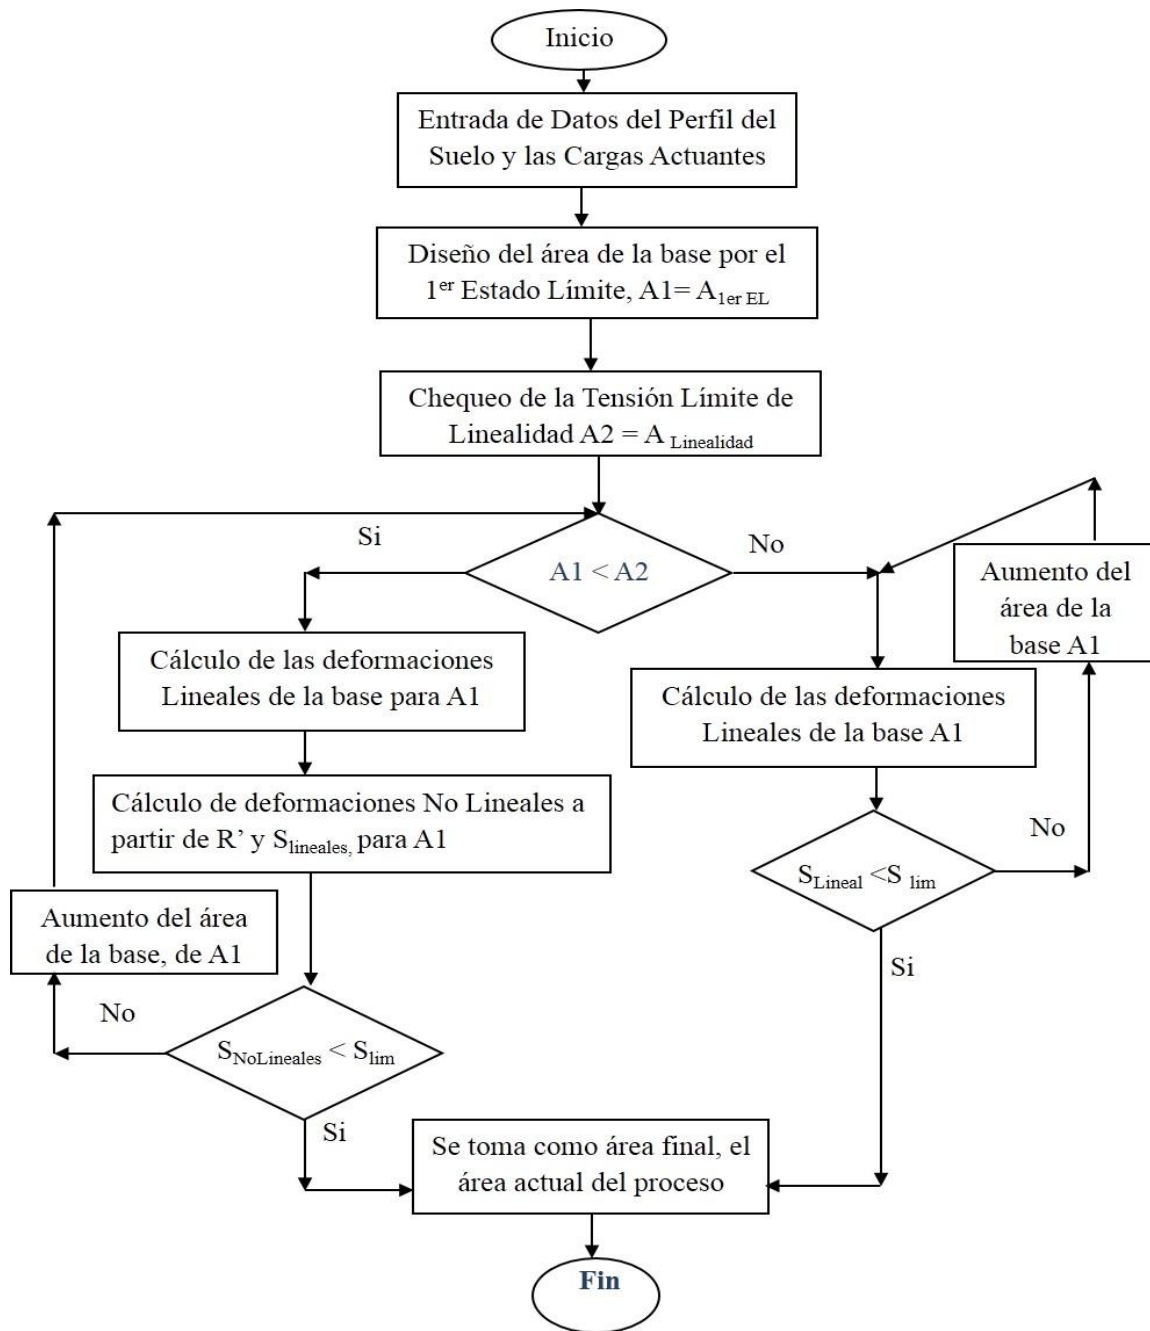 Inicio
Entrada de Datos del Perfil del
Suelo y las Cargas Actuantes
Diseño del área de la base por el
1er Estado Límite, A1= A1er EL
Chequeo de la Tensión Límite de
Linealidad A2 = A Linealidad
Si
A1 < A2
No
Aumento del
área de la
base A1
Cálculo de las deformaciones
Lineales de la base para A1
Cálculo de las deformaciones
Lineales de la base A1
Cálculo de deformaciones No Lineales a
partir de R’ y Slineales, para A1
No
SLineal <S lim
Aumento del área
de la base, de A1
Si
No
SNoLineales < Slim
Si
Se toma como área final, el
área actual del proceso
Fin